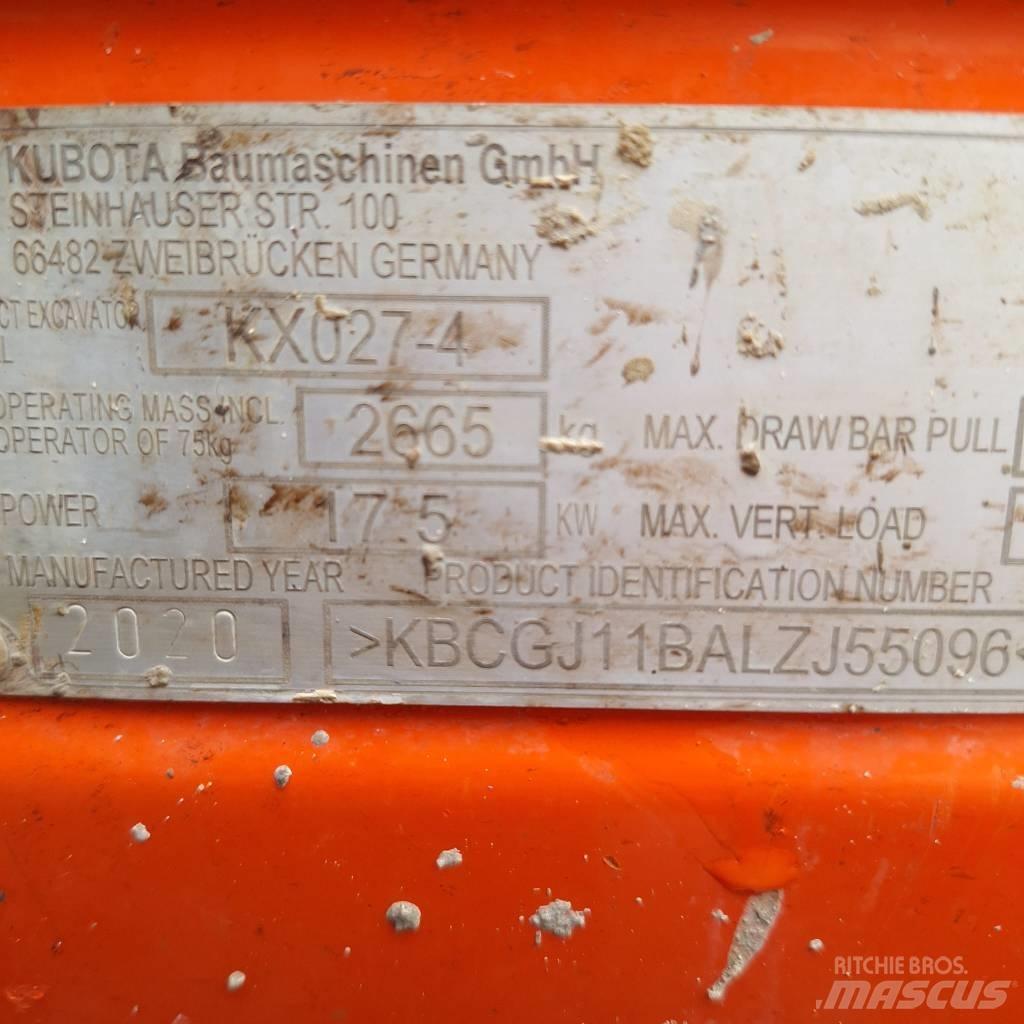 KUBOTA Baumaschinen GmbH
STEINHAUSER STR. 100
66482 ZWEIBRÜCKEN GERMANY
CT EXCAVATOR
L
KX027-4
OPERATING MASS INCL.
OPERATOR OF 75kg
2665 kg
MAX. DRAW BAR PULL
POWER 17 5 KW
MAX. VERT. LOAD
MANUFACTURED YEAR
PRODUCT IDENTIFICATION NUMBER
2020
>KBCGJ11BALZJ55096<
RITCHIE BROS.
MASCUS